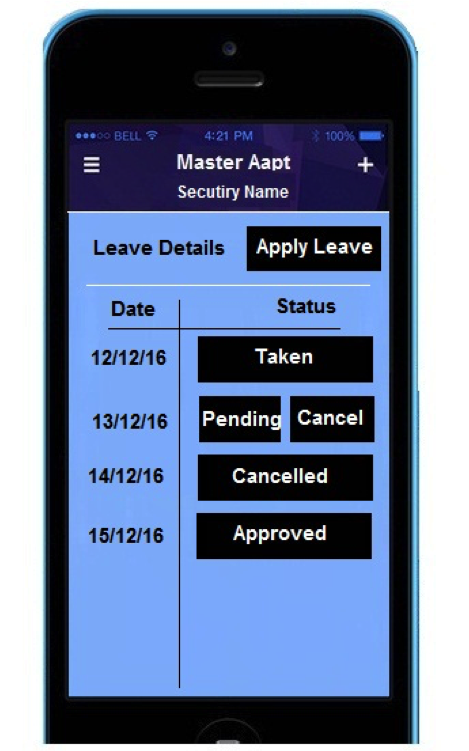 BELL 4:21 PM 100%
Master Aapt
Secutiry Name
Leave Details Apply Leave
Date Status
12/12/16 Taken
13/12/16 Pending Cancel
14/12/16 Cancelled
15/12/16 Approved